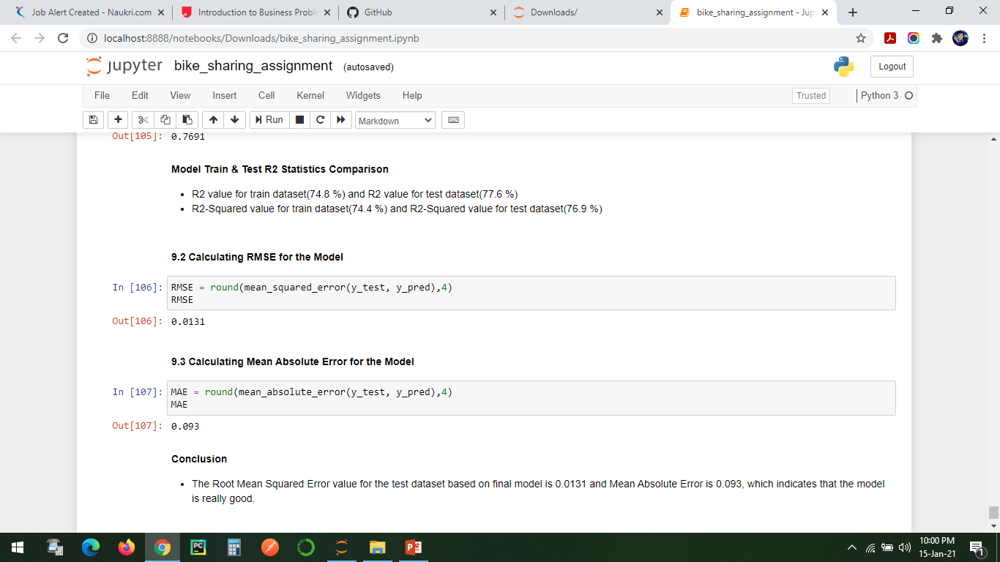 Job Alert Created - Naukri.com
Introduction to Business Proble
GitHub
Downloads/
bike_sharing_assignment - Jup
localhost:8888/notebooks/Downloads/bike_sharing_assignment.ipynb
jupyter bike_sharing_assignment (autosaved)
Logout
File Edit View Insert Cell Kernel Widgets Help
Trusted
Python 3
Run
Markdown
Out[105]: 0.7691
Model Train & Test R2 Statistics Comparison
• R2 value for train dataset(74.8 %) and R2 value for test dataset(77.6 %)
• R2-Squared value for train dataset(74.4 %) and R2-Squared value for test dataset(76.9 %)
9.2 Calculating RMSE for the Model
In [106]: RMSE = round(mean_squared_error(y_test, y_pred),4)
RMSE
Out[106]: 0.0131
9.3 Calculating Mean Absolute Error for the Model
In [107]: MAE = round(mean_absolute_error(y_test, y_pred),4)
MAE
Out[107]: 0.093
Conclusion
• The Root Mean Squared Error value for the test dataset based on final model is 0.0131 and Mean Absolute Error is 0.093, which indicates that the model
is really good.
PC
10:00 PM
15-Jan-21
1